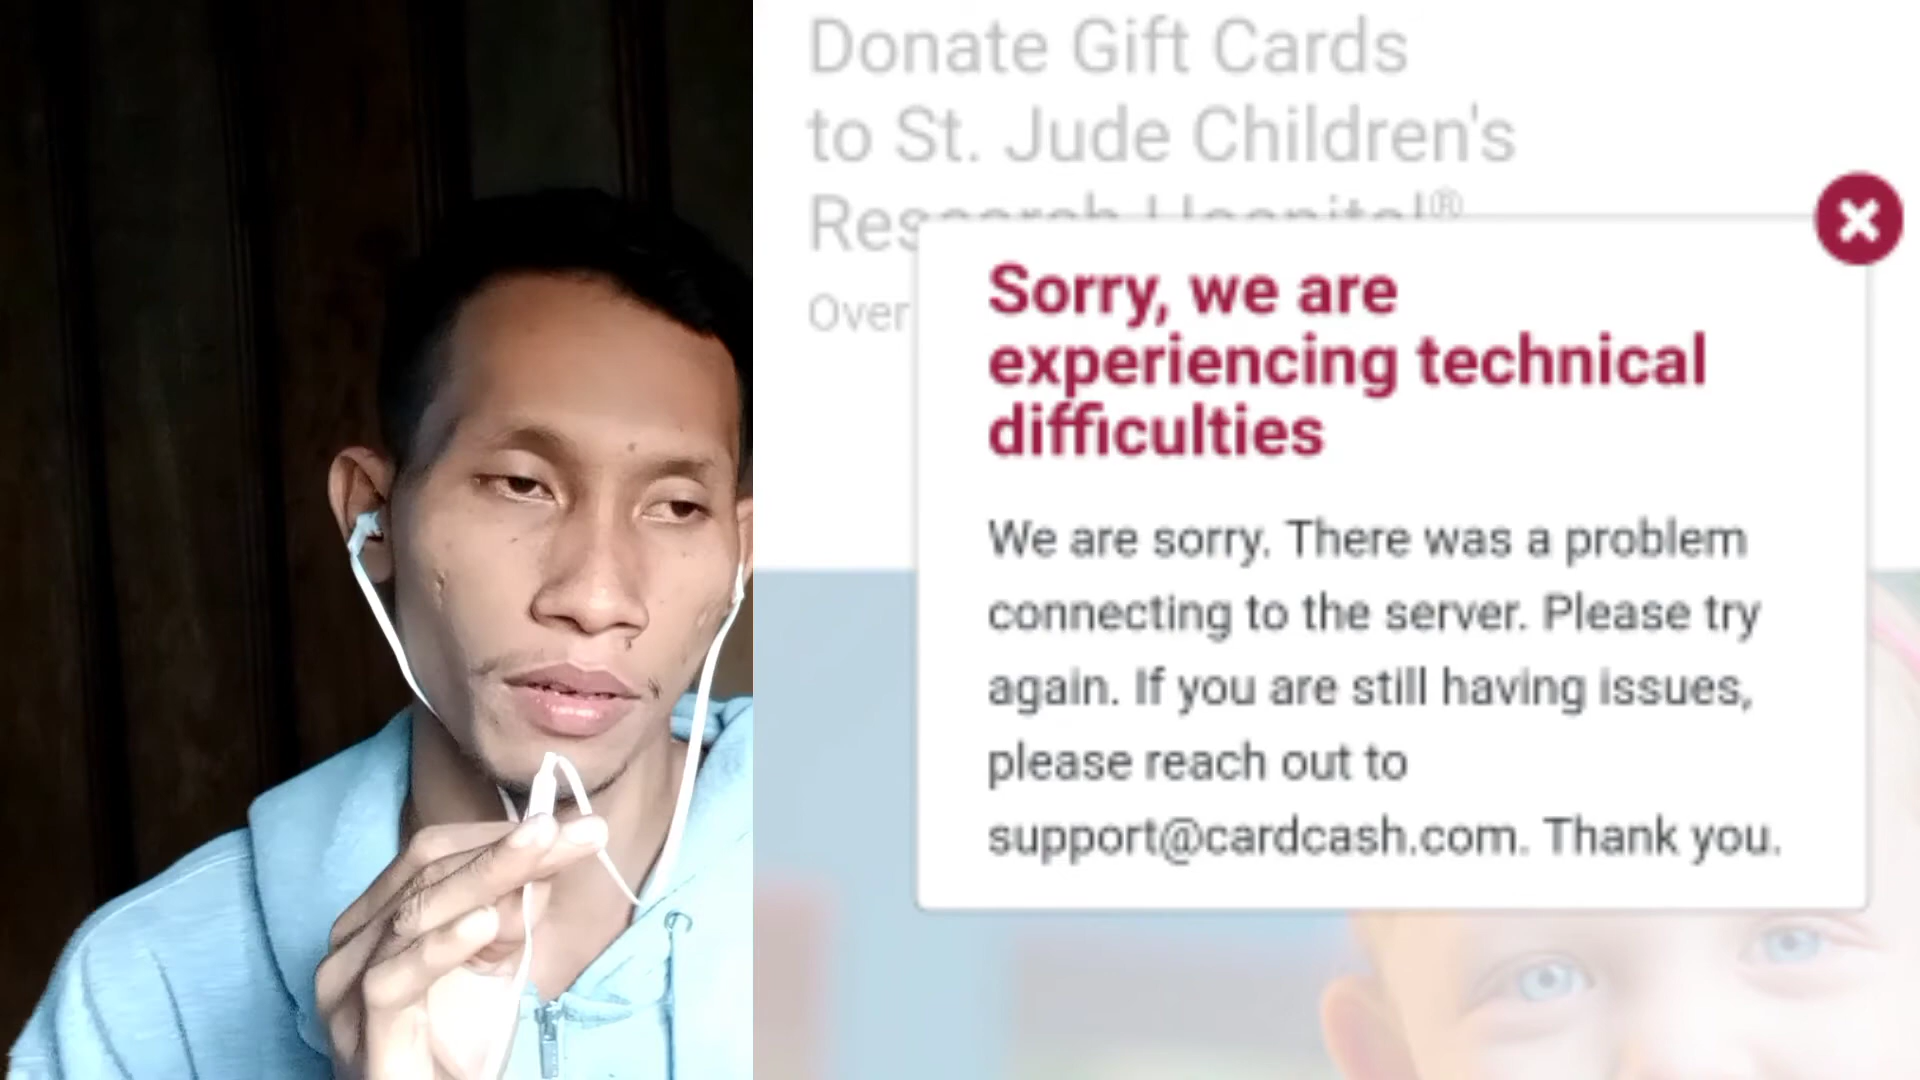 Donate Gift Cards
to St. Jude Children's
Research Hospital®
Over
Sorry, we are
experiencing technical
difficulties
We are sorry. There was a problem
connecting to the server. Please try
again. If you are still having issues,
please reach out to
support@cardcash.com. Thank you.